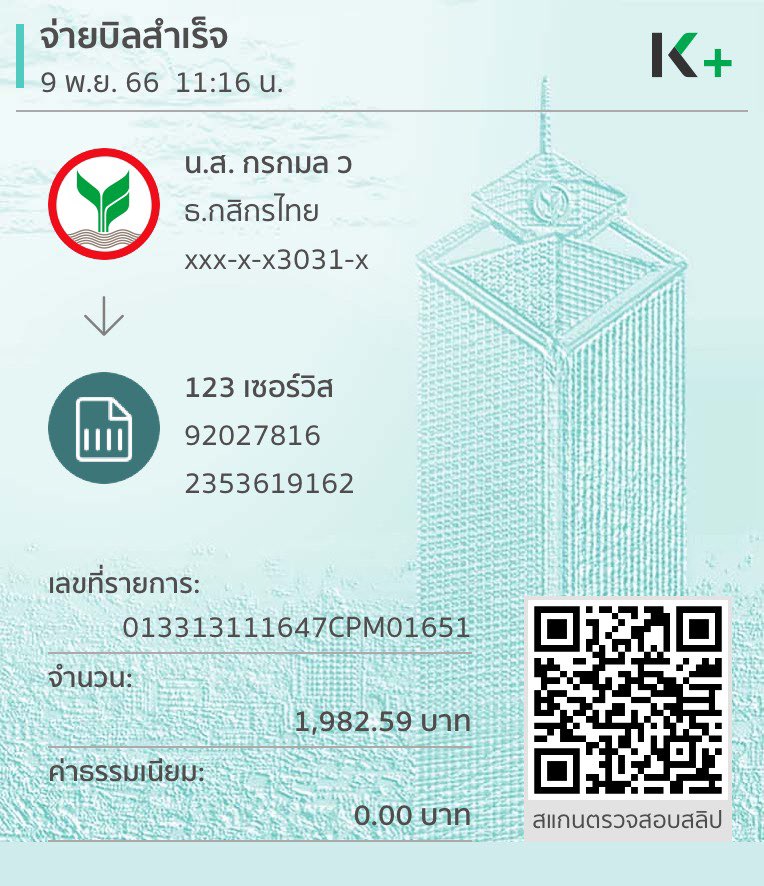 จ่ายบิลสำเร็จ
9 พ.ย. 66 11:16 น.
K+
น.ส. กรกมล ว
ธ.กสิกรไทย
xxx-x-x3031-x
123 เซอร์วิส
92027816
2353619162
เลขที่รายการ:
013313111647CPM01651
จำนวน:
1,982.59 บาท
ค่าธรรมเนียม:
0.00 บาท
สแกนตรวจสอบสลิป